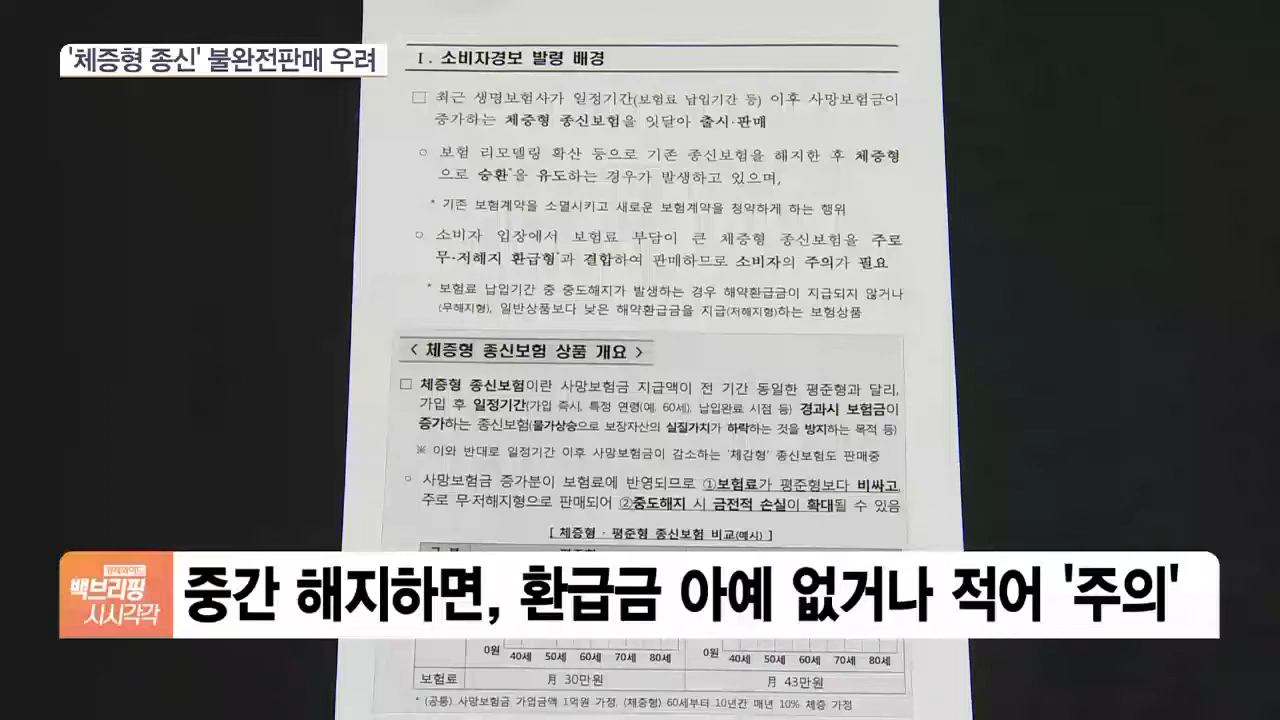 '체증형 종신' 불완전판매 우려
Ⅰ. 소비자경보 발령 배경
□ 최근 생명보험사가 일정기간(보험료 납입기간 등) 이후 사망보험금이
증가하는 체증형 종신보험을 잇달아 출시·판매
○ 보험 리모델링 확산 등으로 기존 종신보험을 해지한 후 체증형
으로 승환*을 유도하는 경우가 발생하고 있으며,
* 기존 보험계약을 소멸시키고 새로운 보험계약을 청약하게 하는 행위
○ 소비자 입장에서 보험료 부담이 큰 체증형 종신보험을 주로
무·저해지 환급형*과 결합하여 판매하므로 소비자의 주의가 필요
* 보험료 납입기간 중 중도해지가 발생하는 경우 해약환급금이 지급되지 않거나
(무해지형), 일반상품보다 낮은 해약환급금을 지급(저해지형)하는 보험상품
< 체증형 종신보험 상품 개요 >
□ 체증형 종신보험이란 사망보험금 지급액이 전 기간 동일한 평준형과 달리,
가입 후 일정기간(가입 즉시, 특정 연령(예: 60세), 납입완료 시점 등) 경과시 보험금이
증가하는 종신보험(물가상승으로 보장자산의 실질가치가 하락하는 것을 방지하는 목적 등)
※ 이와 반대로 일정기간 이후 사망보험금이 감소하는 '체감형' 종신보험도 판매중
○ 사망보험금 증가분이 보험료에 반영되므로 ①보험료가 평준형보다 비싸고,
주로 무·저해지형으로 판매되어 ②중도해지 시 금전적 손실이 확대될 수 있음
[ 체증형 · 평준형 종신보험 비교(예시) ]
백브리핑
시시각각
중간 해지하면, 환급금 아예 없거나 적어 '주의'
0원 40세 50세 60세 70세 80세 0원 40세 50세 60세 70세 80세
보험료 月 30만원 月 43만원
* (공통) 사망보험금 가입금액 1억원 가정, (체증형) 60세부터 10년간 매년 10% 체증 가정